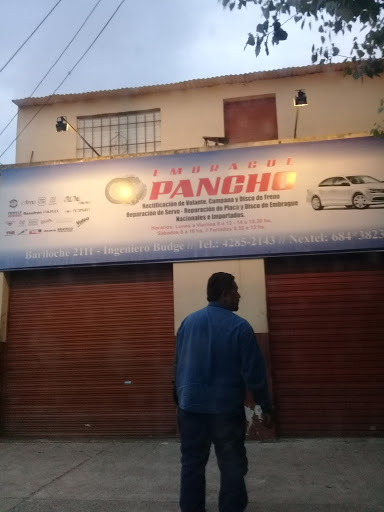 EMBRAGUE
PANCHO
Rectificación de Volante, Campana y Disco de Freno
Reparación de Servo - Reparación de Placa y Disco de Embrague
Nacionales e Importados.
Bariloche 2111 - Ingeniero Budge // Tel.: 4285-2143 // Nextel: 684*3823